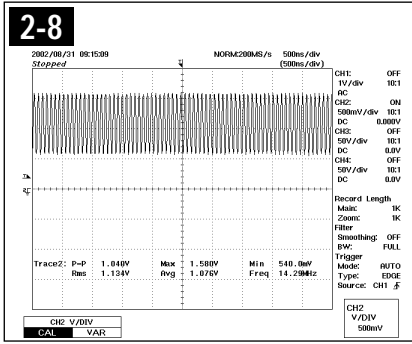 2-8
2002/08/31 09:15:09 NORM:200MS/s 500ns/div
Stopped (500ns/div)
CH1: OFF
1V/div 10:1
AC
CH2: ON
500mV/div 10:1
DC 0.000V
CH3: OFF
50V/div 10:1
DC 0.0V
CH4: OFF
50V/div 10:1
DC 0.0V
Record Length
Main: 1K
Zoom: 1K
Filter
Smoothing: OFF
BW: FULL
Trigger
Mode: AUTO
Type: EDGE
Source: CH1
Trace2: P-P 1.040V Max 1.580V Min 540.0mV
Rms 1.134V Avg 1.076V Freq 14.29MHz
CH2 V/DIV
CAL VAR
CH2
V/DIV
500mV